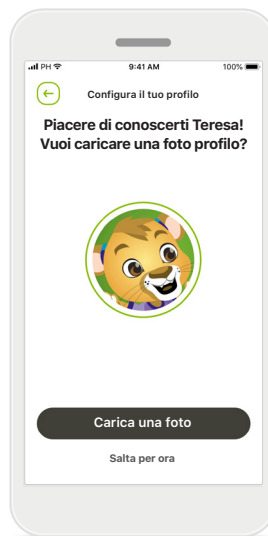 PH 9:41 AM 100%
Configura il tuo profilo
Piacere di conoscerti Teresa!
Vuoi caricare una foto profilo?
Carica una foto
Salta per ora